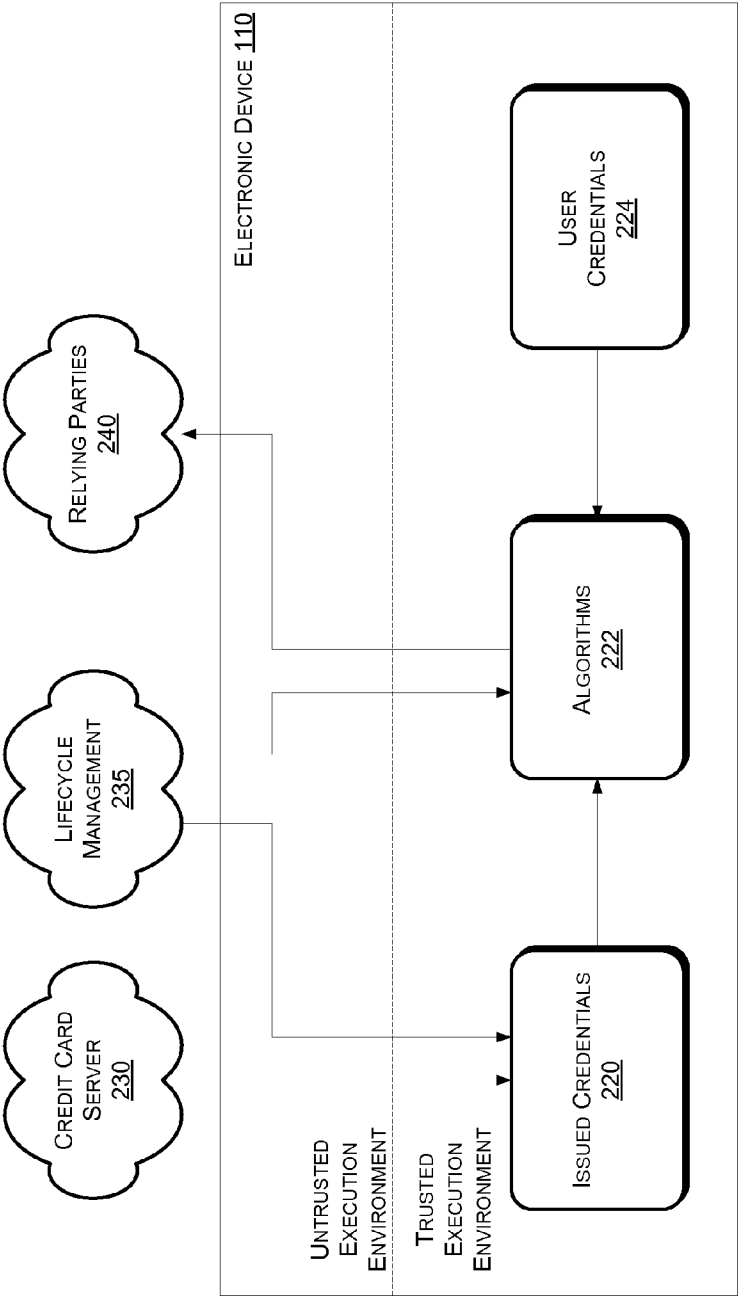 CREDIT CARD
SERVER
230
LIFECYCLE
MANAGEMENT
235
RELYING PARTIES
240
ELECTRONIC DEVICE 110
UNTRUSTED
EXECUTION
ENVIRONMENT
TRUSTED
EXECUTION
ENVIRONMENT
ISSUED CREDENTIALS
220
ALGORITHMS
222
USER
CREDENTIALS
224